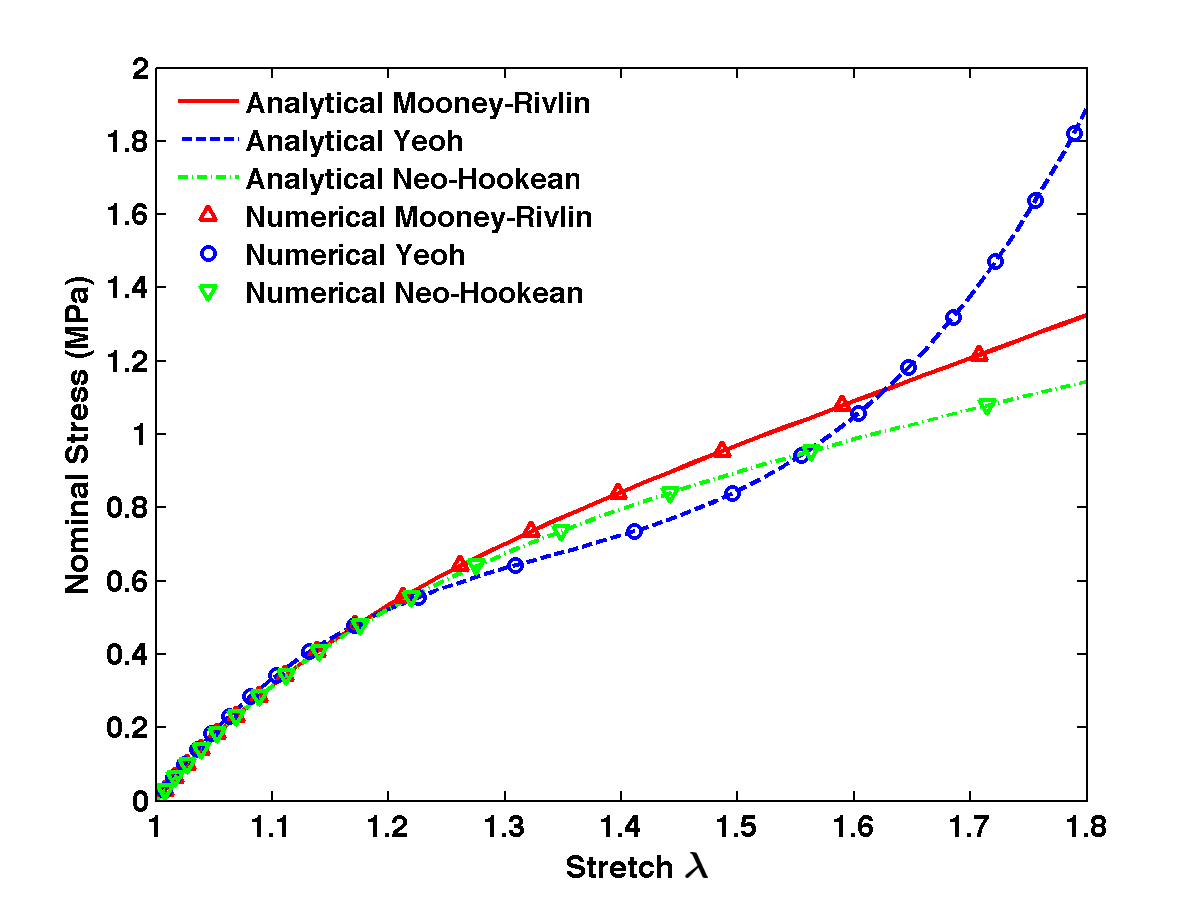 2
1.8
1.6
1.4
1.2
1
0.8
0.6
0.4
0.2
0
Nominal Stress (MPa)
Analytical Mooney-Rivlin
Analytical Yeoh
Analytical Neo-Hookean
Numerical Mooney-Rivlin
Numerical Yeoh
Numerical Neo-Hookean
1 1.1 1.2 1.3 1.4 1.5 1.6 1.7 1.8
Stretch λ